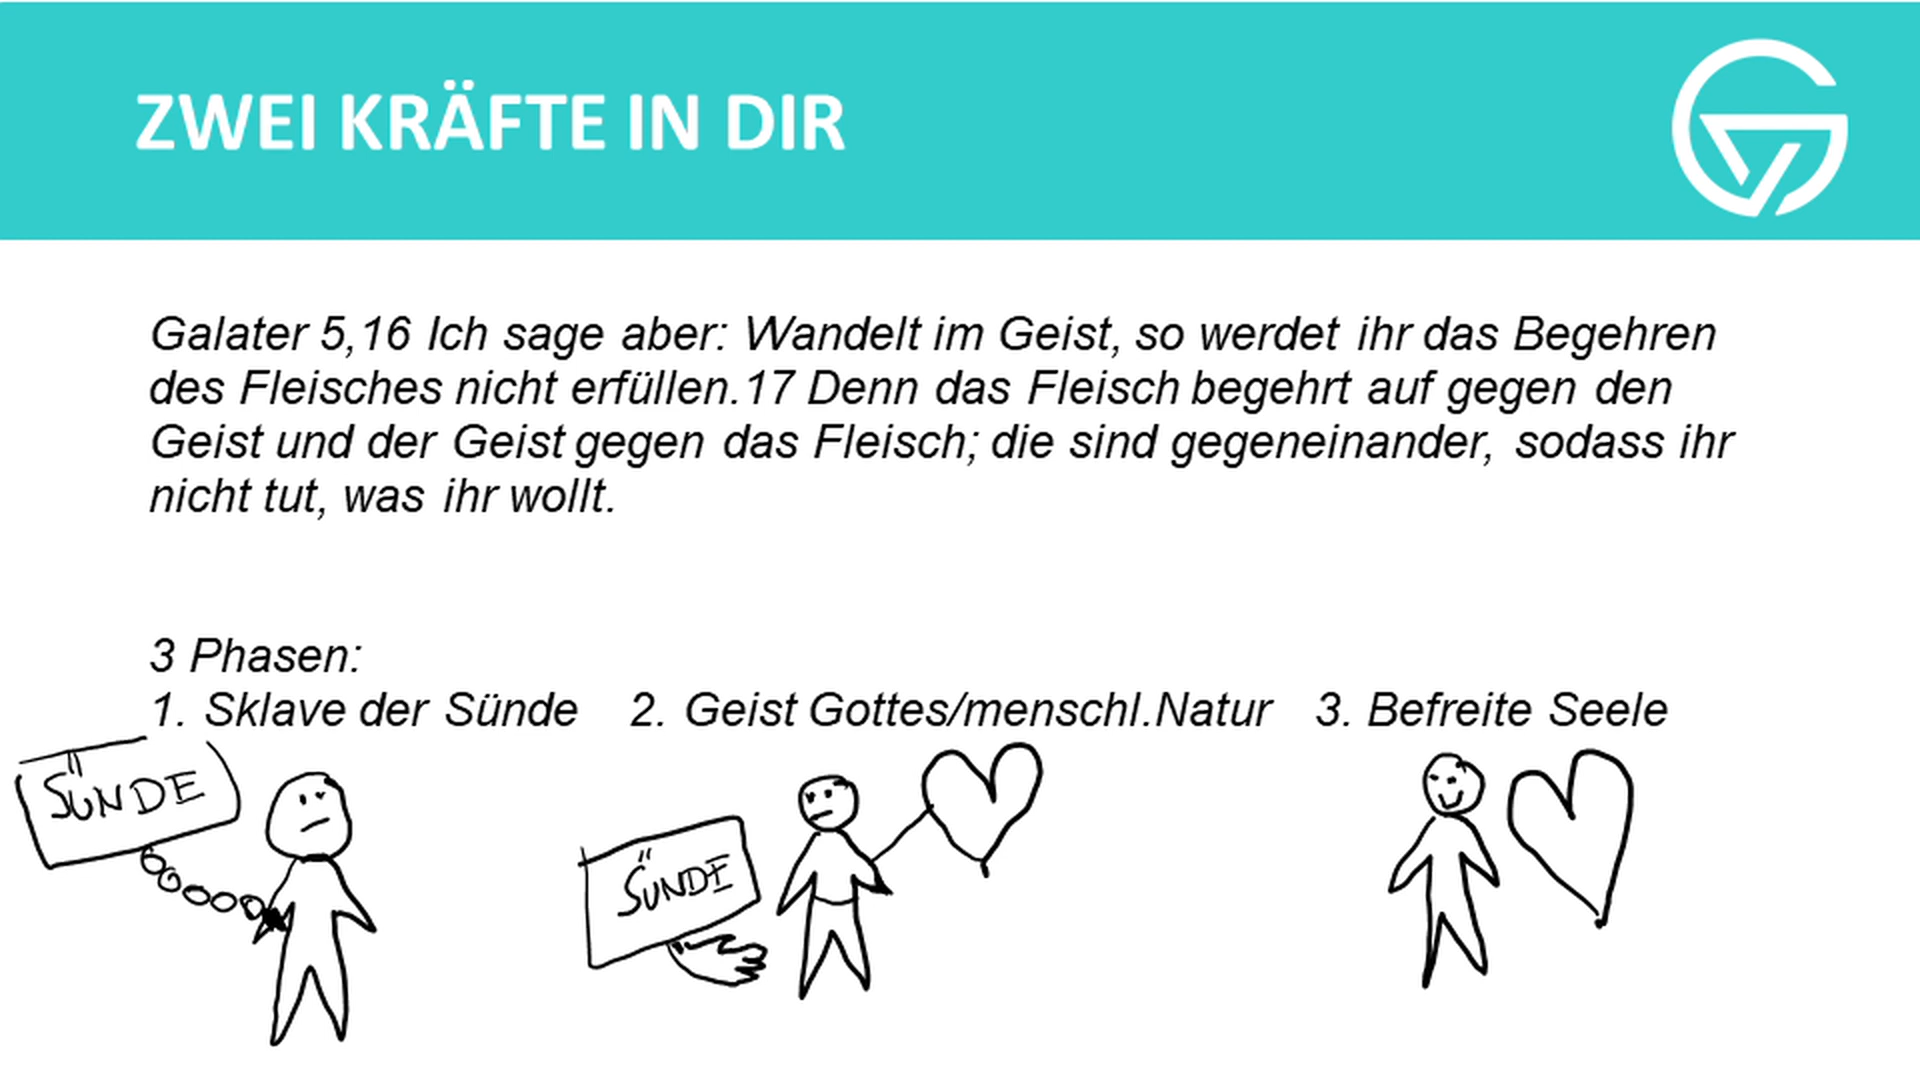 ZWEI KRÄFTE IN DIR
Galater 5,16 Ich sage aber: Wandelt im Geist, so werdet ihr das Begehren
des Fleisches nicht erfüllen.17 Denn das Fleisch begehrt auf gegen den
Geist und der Geist gegen das Fleisch; die sind gegeneinander, sodass ihr
nicht tut, was ihr wollt.
3 Phasen:
1. Sklave der Sünde 2. Geist Gottes/menschl.Natur 3. Befreite Seele
SÜNDE
SÜNDE